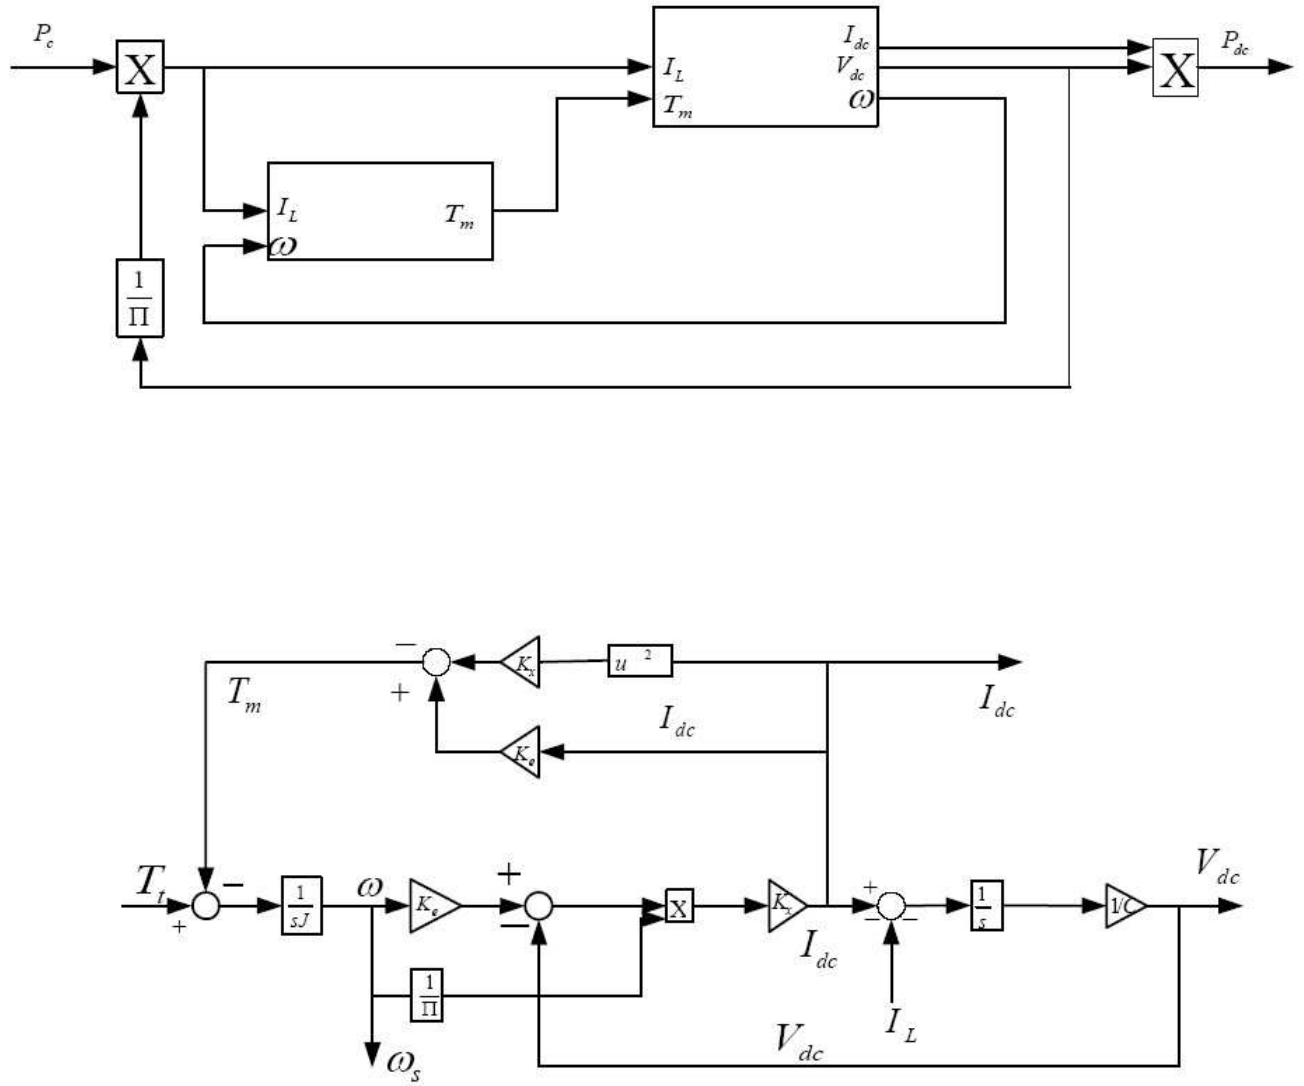 P_c
X
I_L
T_m
I_dc
V_dc
ω
X
P_dc
I_L
ω
T_m
1
Π
−
+
K_x
u 2
T_m
I_dc
K_e
I_dc
T_t
+
−
1
sJ
ω
K_e
+
−
X
K_x
I_dc
+
−
−
1
s
1/C
V_dc
1
Π
I_L
ω_s
V_dc